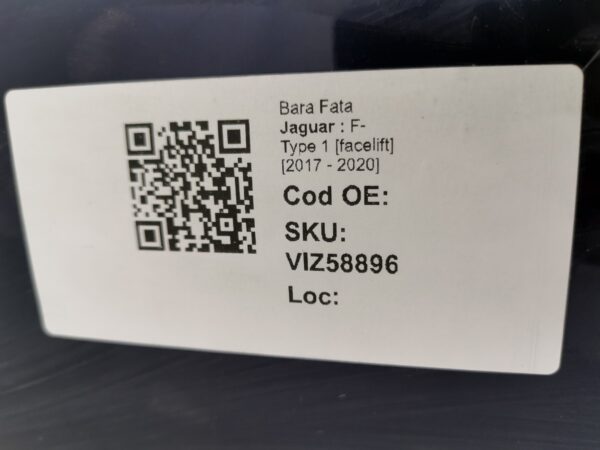 Bara Fata
Jaguar : F-
Type 1 [facelift]
[2017 - 2020]
Cod OE:
SKU:
VIZ58896
Loc: